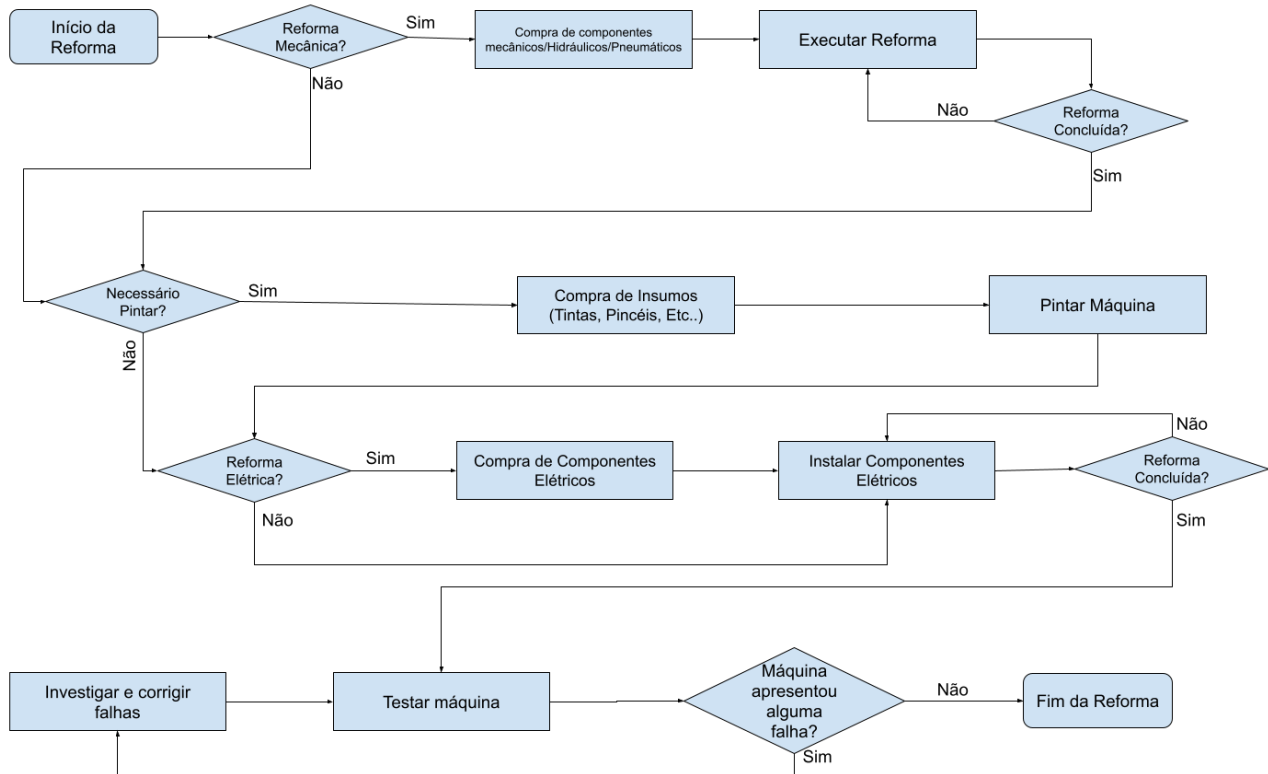 Início da
Reforma
Reforma
Mecânica?
Sim
Compra de componentes
mecânicos/Hidráulicos/Pneumáticos
Executar Reforma
Não
Não
Reforma
Concluída?
Sim
Necessário
Pintar?
Sim
Compra de Insumos
(Tintas, Pincéis, Etc..)
Pintar Máquina
Não
Reforma
Elétrica?
Sim
Compra de Componentes
Elétricos
Instalar Componentes
Elétricos
Não
Reforma
Concluída?
Não
Sim
Investigar e corrigir
falhas
Testar máquina
Máquina
apresentou
alguma
falha?
Não
Fim da Reforma
Sim